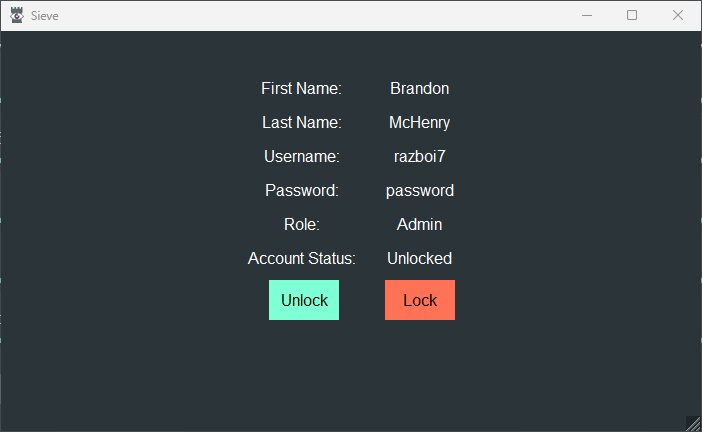 Sieve
First Name: Brandon
Last Name: McHenry
Username: razboi7
Password: password
Role: Admin
Account Status: Unlocked
Unlock Lock